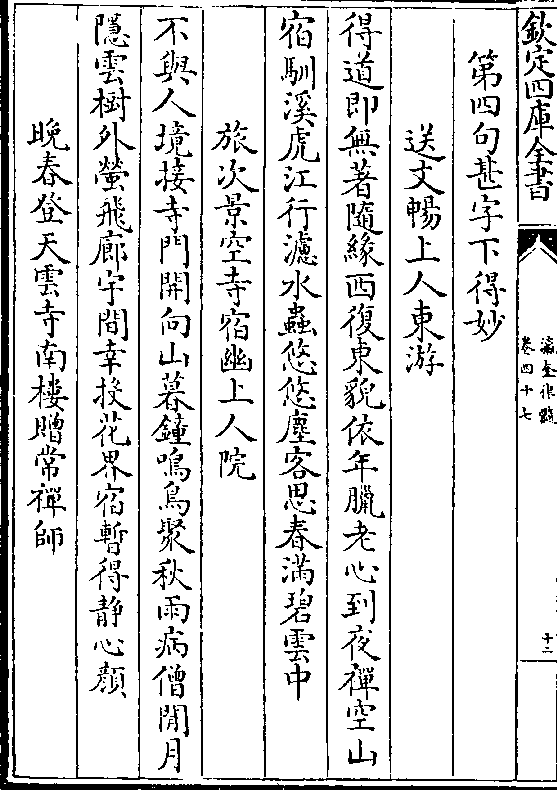 欽定四庫全書
瀛奎律髓
卷四十七
十二
第四句甚字下得妙
送文暢上人東游
得道即無著隨緣西復東貌依年臘老心到夜禪空山
宿馴溪虎江行濾水蟲悠悠塵客思春滿碧雲中
旅次景空寺宿幽上人院
不與人境接寺門開向山暮鐘鳴鳥聚秋雨病僧閒月
隱雲樹外螢飛廊宇間幸投花界宿暫得靜心顔
晚春登天雲寺南樓贈常禪師